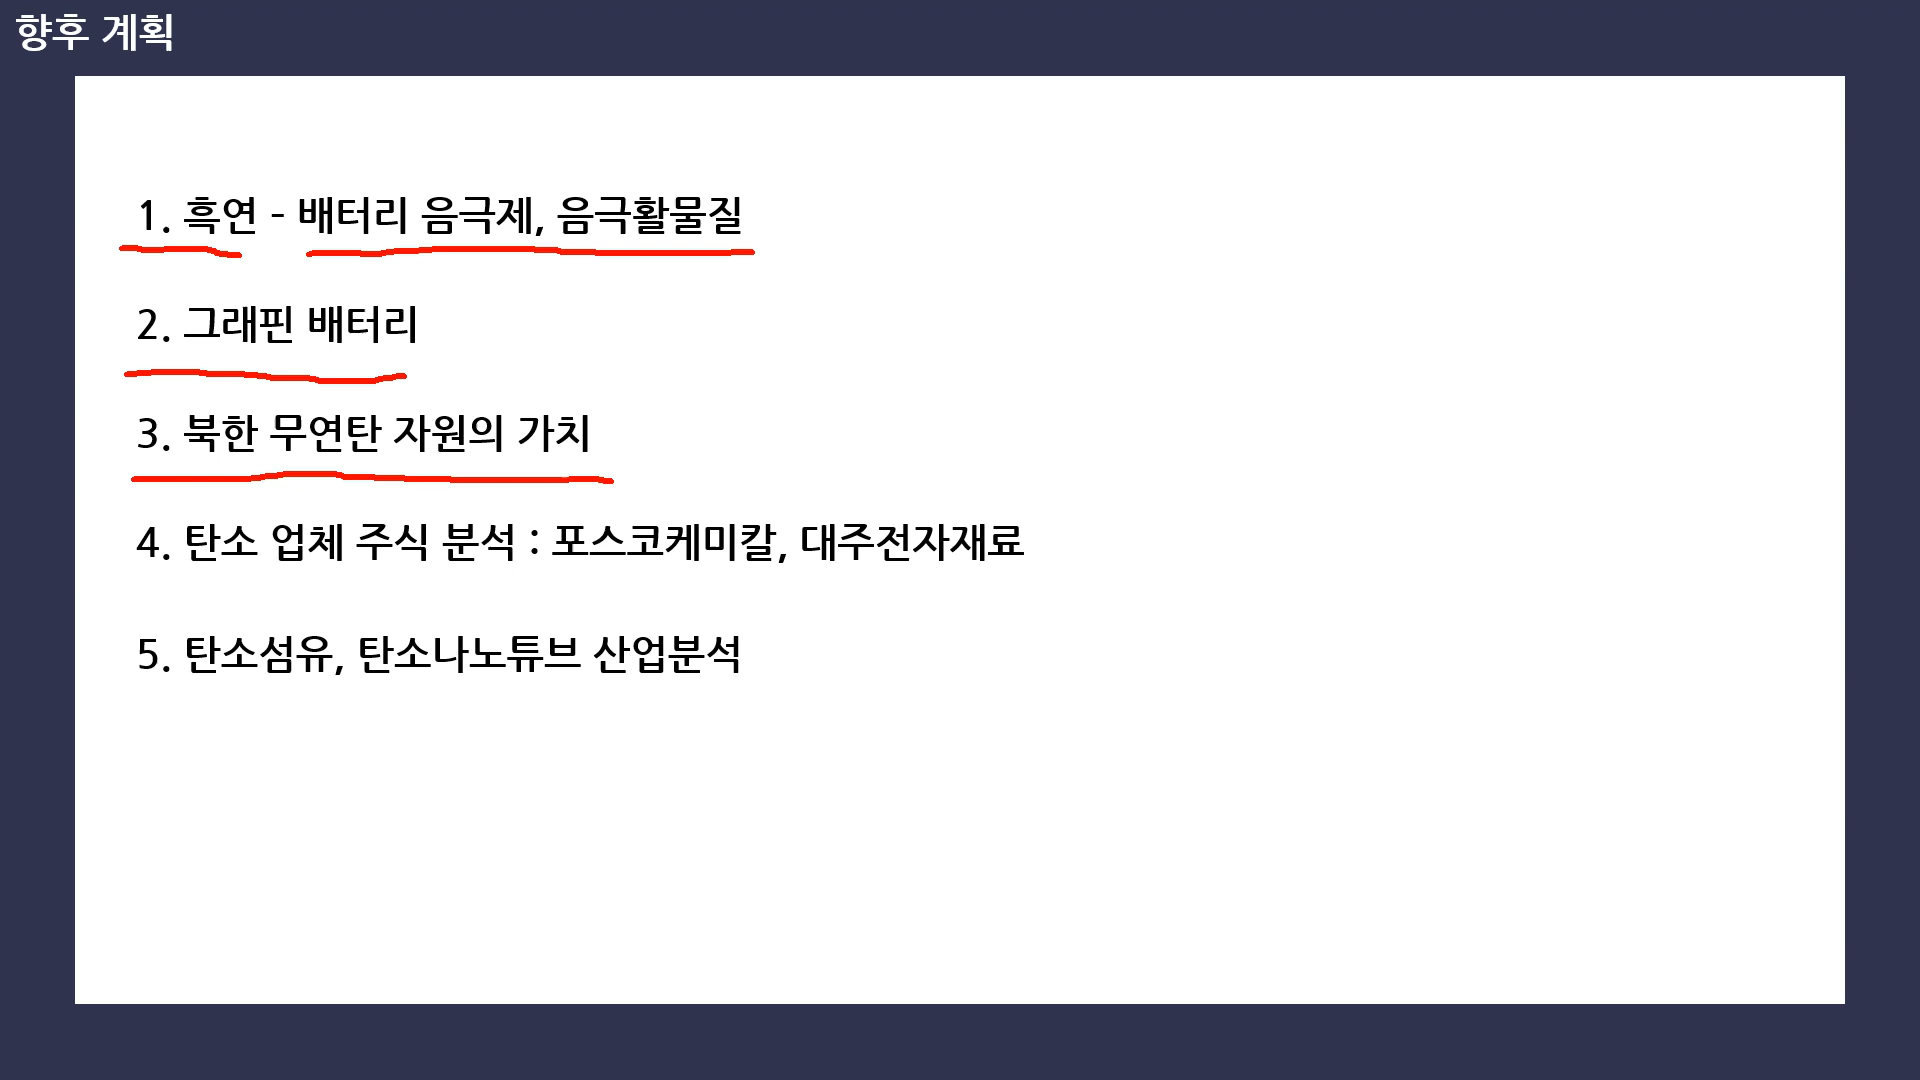 향후 계획
1. 흑연 - 배터리 음극제, 음극활물질
2. 그래핀 배터리
3. 북한 무연탄 자원의 가치
4. 탄소 업체 주식 분석 : 포스코케미칼, 대주전자재료
5. 탄소섬유, 탄소나노튜브 산업분석